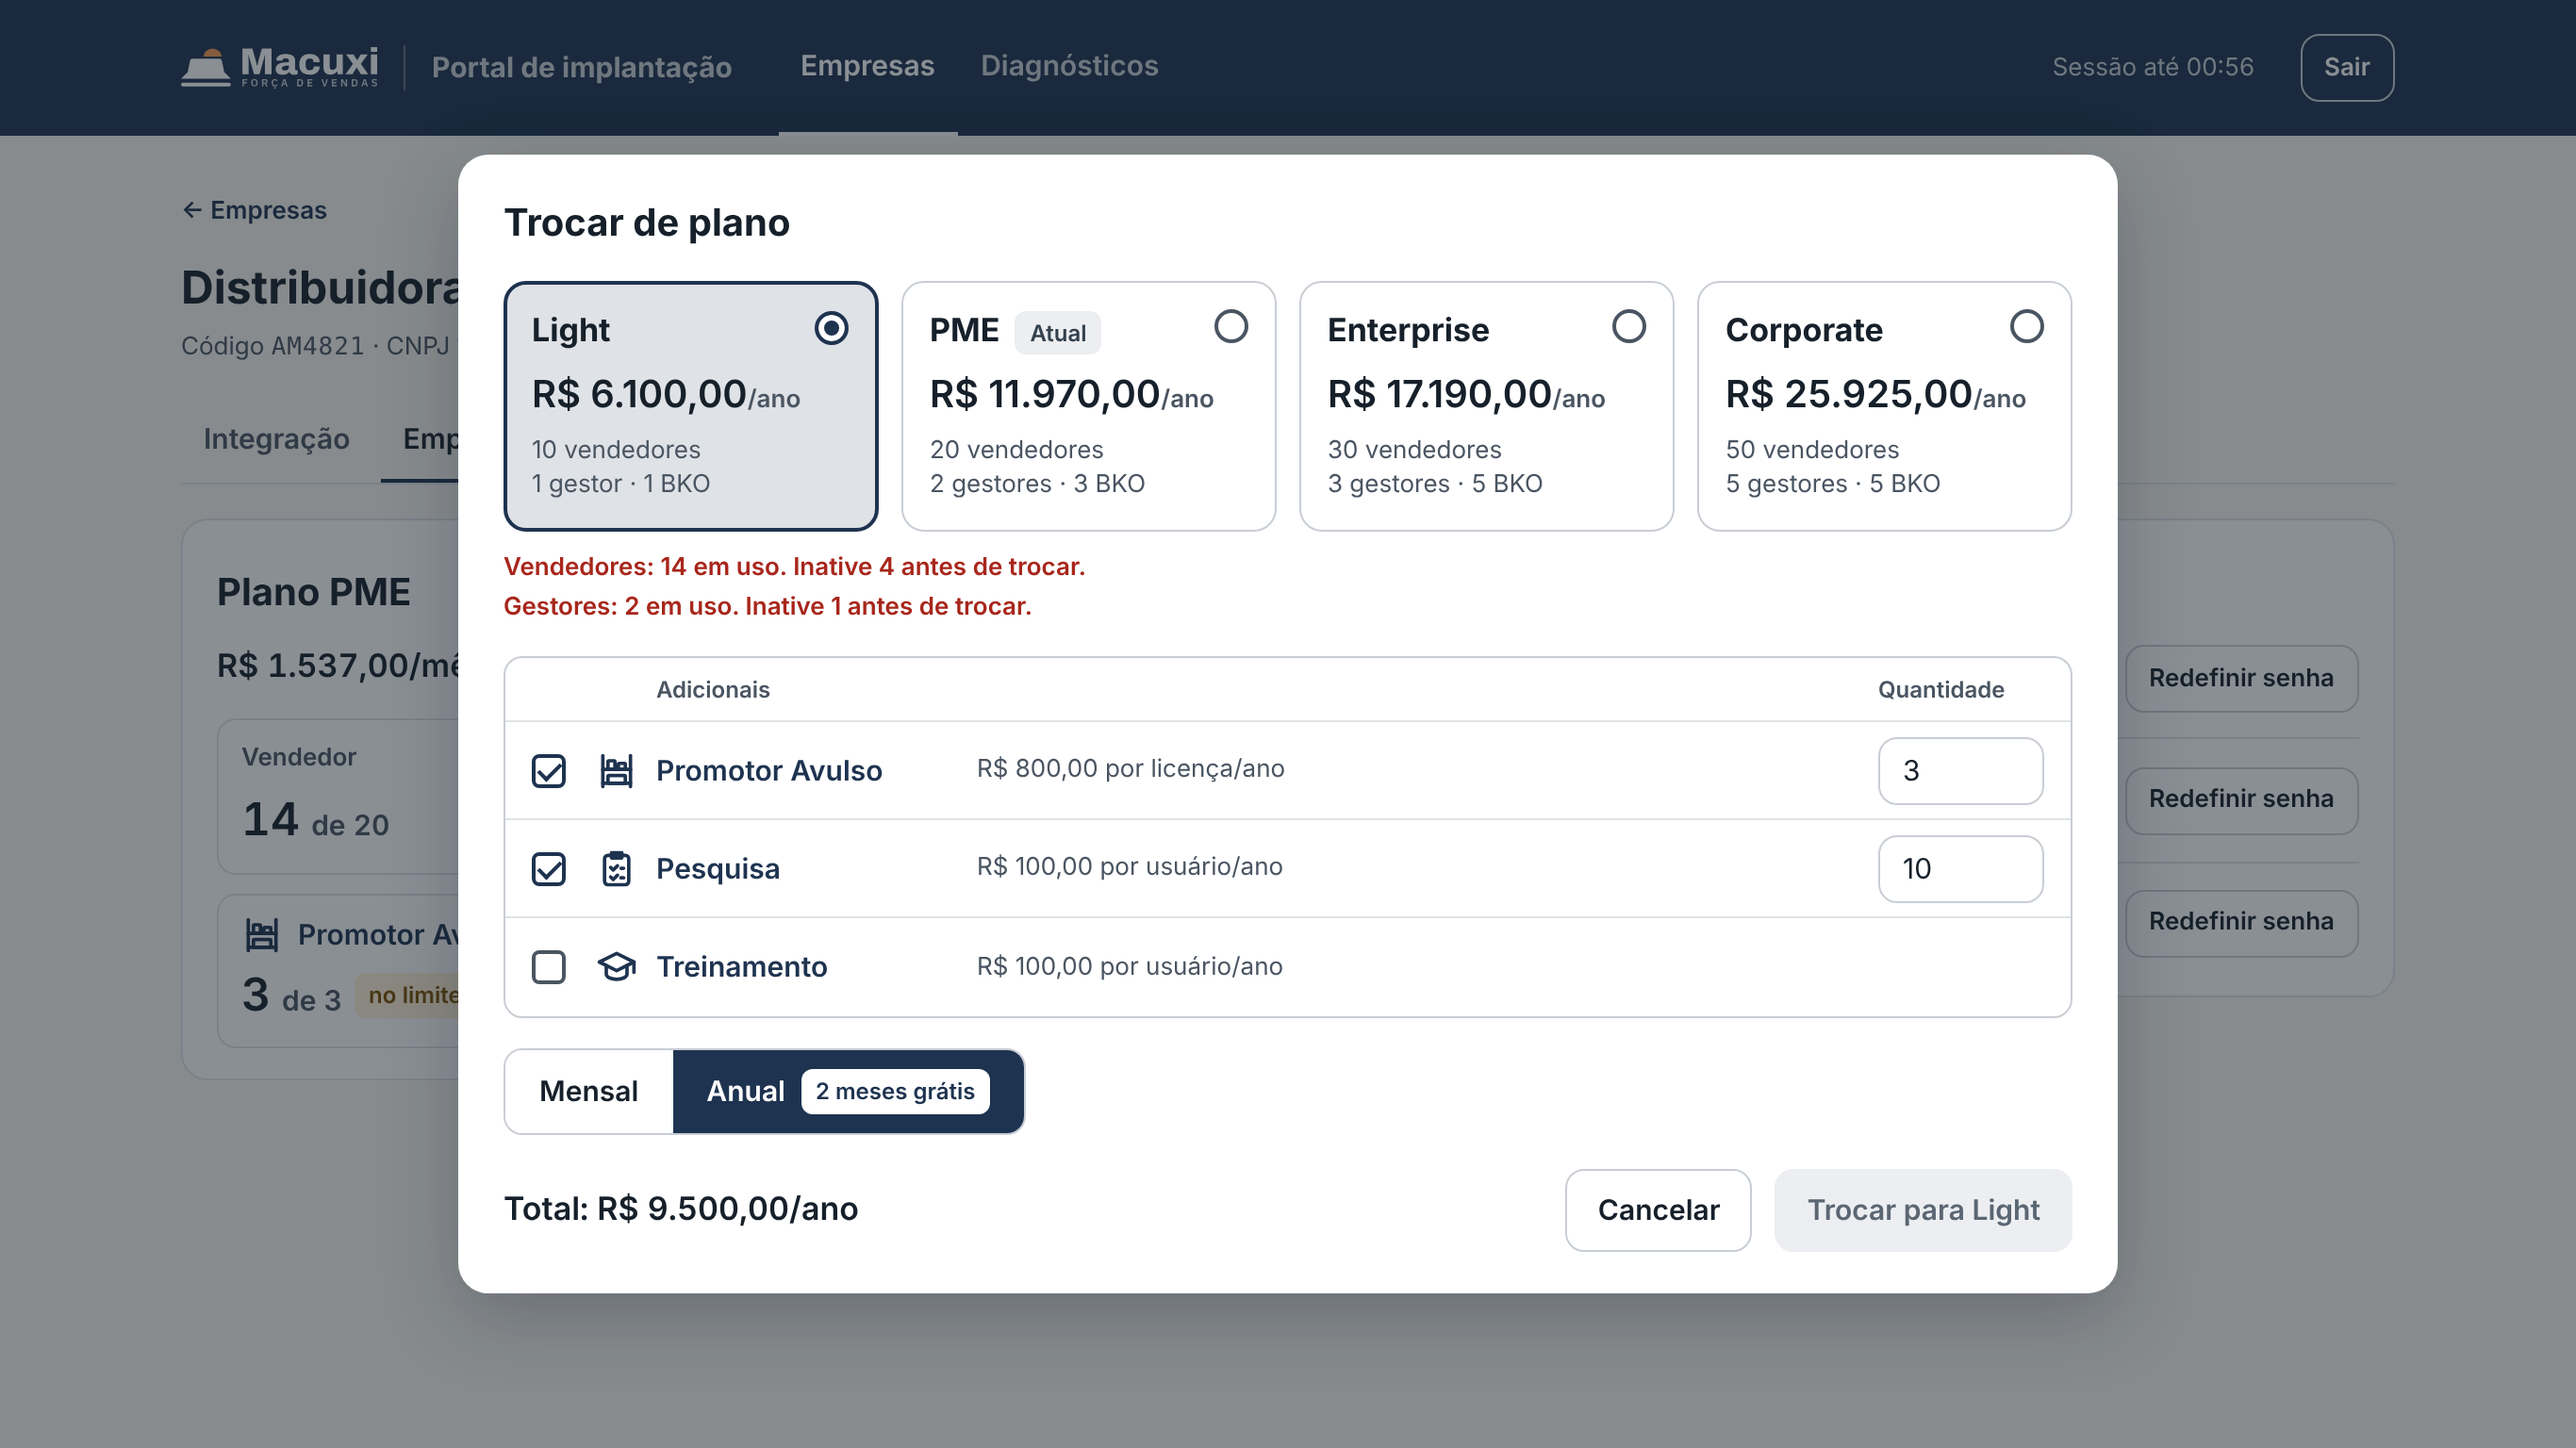 Macuxi
FORÇA DE VENDAS
Portal de implantação
Empresas
Diagnósticos
Sessão até 00:56
Sair
← Empresas
Distribuidora
Código AM4821 · CNPJ
Integração
Emp
Plano PME
R$ 1.537,00/mê
Vendedor
14 de 20
Promotor Av
3 de 3 no limite
Redefinir senha
Redefinir senha
Redefinir senha
Trocar de plano
Light
R$ 6.100,00/ano
10 vendedores
1 gestor · 1 BKO
PME Atual
R$ 11.970,00/ano
20 vendedores
2 gestores · 3 BKO
Enterprise
R$ 17.190,00/ano
30 vendedores
3 gestores · 5 BKO
Corporate
R$ 25.925,00/ano
50 vendedores
5 gestores · 5 BKO
Vendedores: 14 em uso. Inative 4 antes de trocar.
Gestores: 2 em uso. Inative 1 antes de trocar.
Adicionais Quantidade
Promotor Avulso R$ 800,00 por licença/ano 3
Pesquisa R$ 100,00 por usuário/ano 10
Treinamento R$ 100,00 por usuário/ano
Mensal
Anual 2 meses grátis
Total: R$ 9.500,00/ano
Cancelar
Trocar para Light